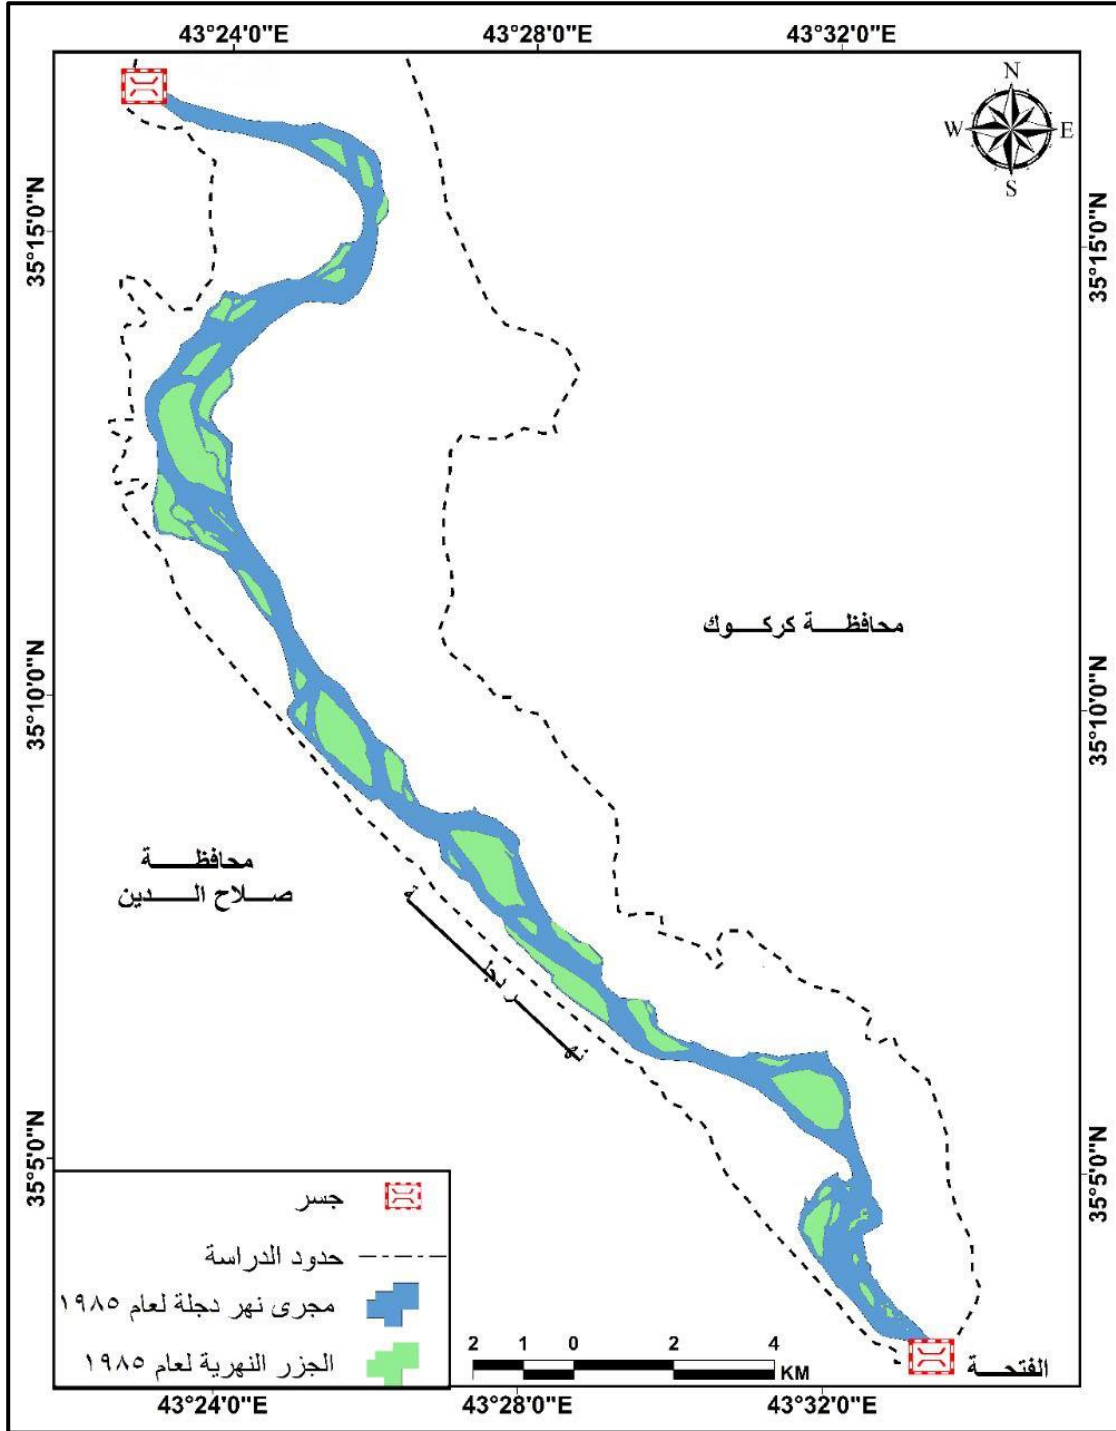 43°24'0"E 43°28'0"E 43°32'0"E
N
W E
S
35°15'0"N 35°15'0"N
محافظـــة كركـــوك
35°10'0"N 35°10'0"N
محافظـــة
صـــلاح الـــدين
35°5'0"N 35°5'0"N
جسر
حدود الدراسة
مجرى نهر دجلة لعام ١٩٨٥
الجزر النهرية لعام ١٩٨٥
2 1 0 2 4
KM
الفتحـــة
43°24'0"E 43°28'0"E 43°32'0"E